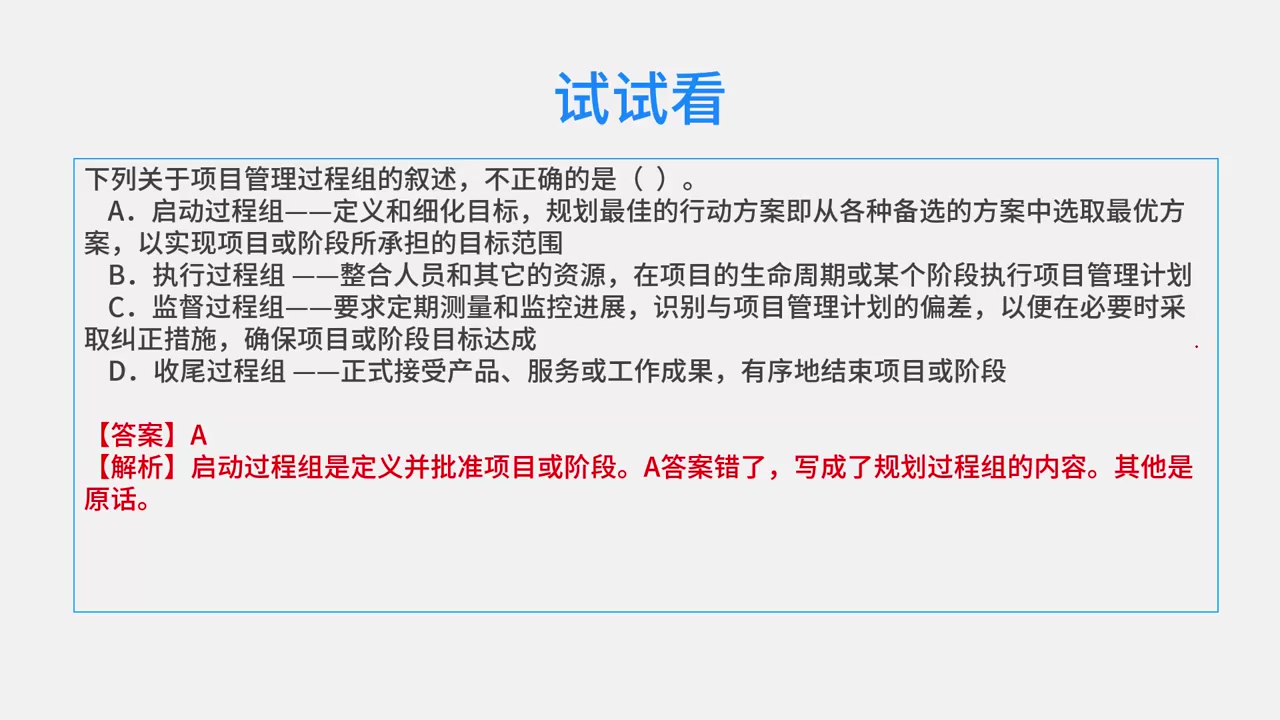 试试看
下列关于项目管理过程组的叙述，不正确的是（ ）。
A．启动过程组——定义和细化目标，规划最佳的行动方案即从各种备选的方案中选取最优方
案，以实现项目或阶段所承担的目标范围
B．执行过程组 ——整合人员和其它的资源，在项目的生命周期或某个阶段执行项目管理计划
C．监督过程组——要求定期测量和监控进展，识别与项目管理计划的偏差，以便在必要时采
取纠正措施，确保项目或阶段目标达成
D．收尾过程组 ——正式接受产品、服务或工作成果，有序地结束项目或阶段
【答案】A
【解析】启动过程组是定义并批准项目或阶段。A答案错了，写成了规划过程组的内容。其他是
原话。